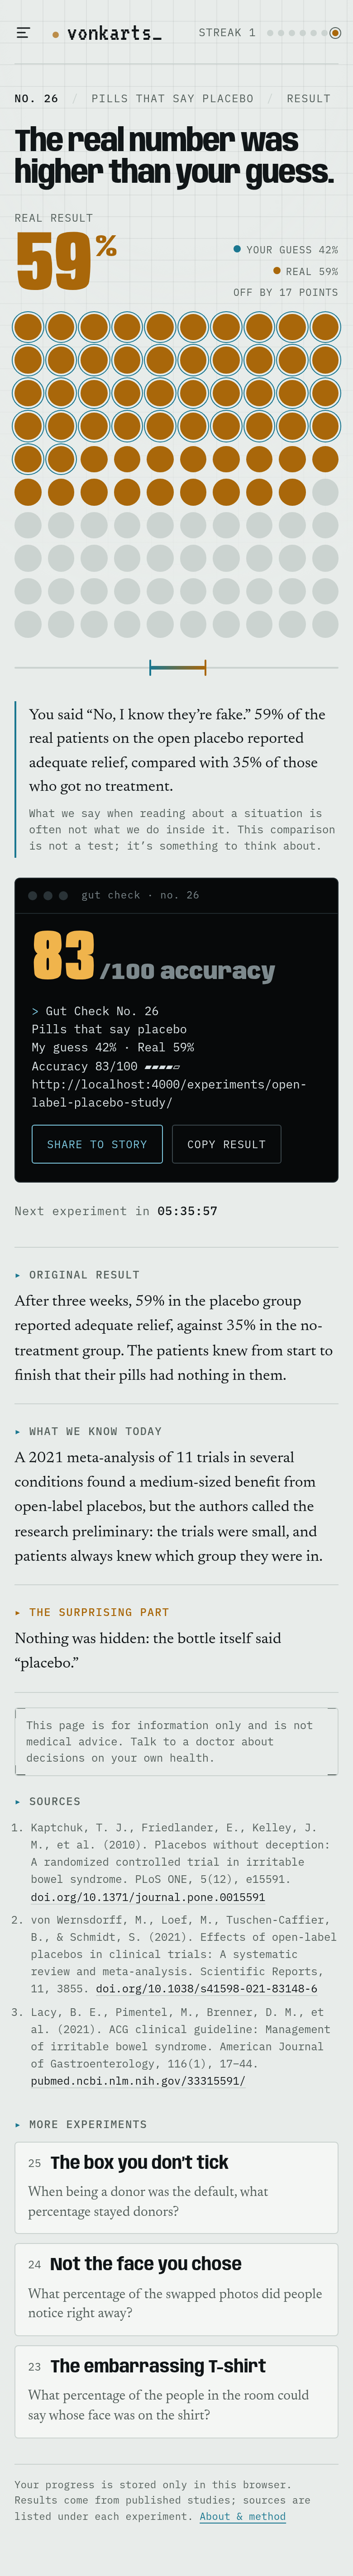 vonkarts_
STREAK 1
NO. 26 / PILLS THAT SAY PLACEBO / RESULT
The real number was
higher than your guess.
REAL RESULT
59%
YOUR GUESS 42%
REAL 59%
OFF BY 17 POINTS
You said “No, I know they’re fake.” 59% of the
real patients on the open placebo reported
adequate relief, compared with 35% of those
who got no treatment.
What we say when reading about a situation is
often not what we do inside it. This comparison
is not a test; it’s something to think about.
gut check · no. 26
83/100 accuracy
> Gut Check No. 26
Pills that say placebo
My guess 42% · Real 59%
Accuracy 83/100 ▰▰▰▰▱
http://localhost:4000/experiments/open-
label-placebo-study/
SHARE TO STORY
COPY RESULT
Next experiment in 05:35:57
▸ ORIGINAL RESULT
After three weeks, 59% in the placebo group
reported adequate relief, against 35% in the no-
treatment group. The patients knew from start to
finish that their pills had nothing in them.
▸ WHAT WE KNOW TODAY
A 2021 meta-analysis of 11 trials in several
conditions found a medium-sized benefit from
open-label placebos, but the authors called the
research preliminary: the trials were small, and
patients always knew which group they were in.
▸ THE SURPRISING PART
Nothing was hidden: the bottle itself said
“placebo.”
This page is for information only and is not
medical advice. Talk to a doctor about
decisions on your own health.
▸ SOURCES
1. Kaptchuk, T. J., Friedlander, E., Kelley, J.
M., et al. (2010). Placebos without deception:
A randomized controlled trial in irritable
bowel syndrome. PLoS ONE, 5(12), e15591.
doi.org/10.1371/journal.pone.0015591
2. von Wernsdorff, M., Loef, M., Tuschen-Caffier,
B., & Schmidt, S. (2021). Effects of open-label
placebos in clinical trials: A systematic
review and meta-analysis. Scientific Reports,
11, 3855. doi.org/10.1038/s41598-021-83148-6
3. Lacy, B. E., Pimentel, M., Brenner, D. M., et
al. (2021). ACG clinical guideline: Management
of irritable bowel syndrome. American Journal
of Gastroenterology, 116(1), 17–44.
pubmed.ncbi.nlm.nih.gov/33315591/
▸ MORE EXPERIMENTS
25 The box you don’t tick
When being a donor was the default, what
percentage stayed donors?
24 Not the face you chose
What percentage of the swapped photos did people
notice right away?
23 The embarrassing T-shirt
What percentage of the people in the room could
say whose face was on the shirt?
Your progress is stored only in this browser.
Results come from published studies; sources are
listed under each experiment. About & method